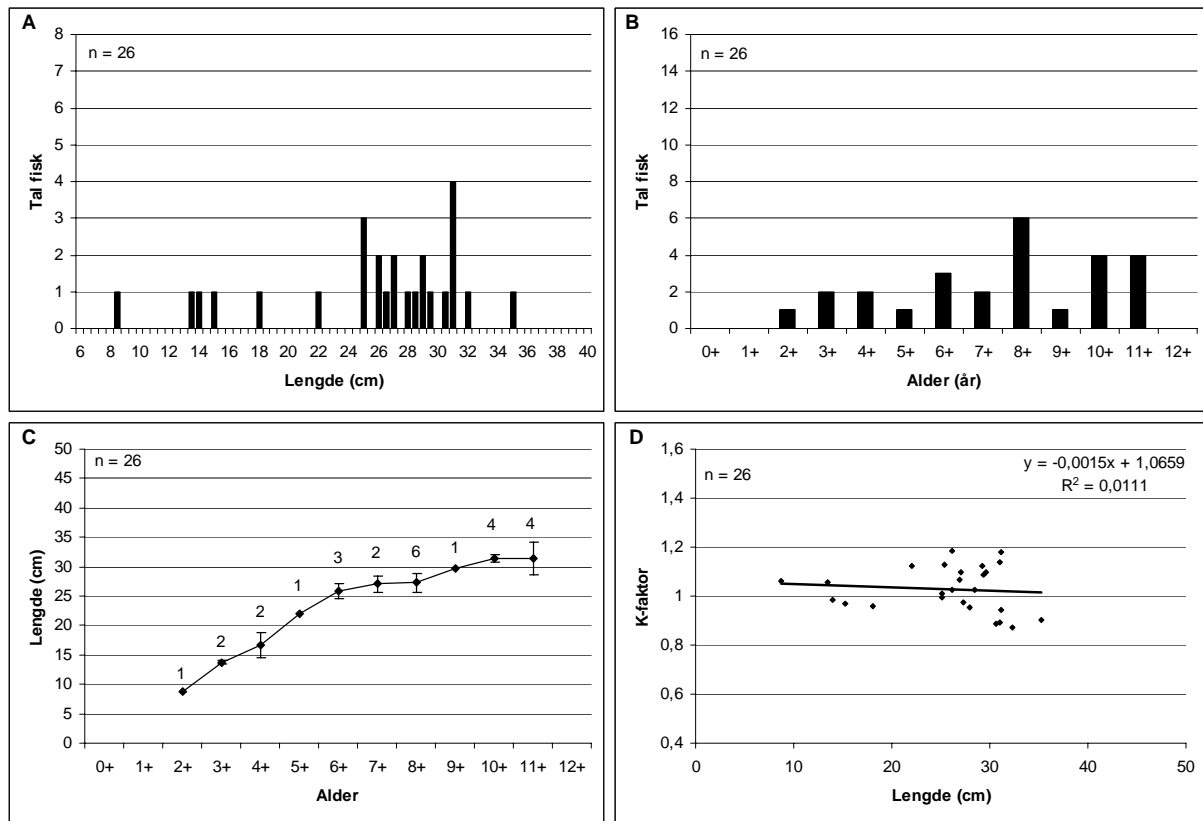 A
n = 26
Tal fisk
8
7
6
5
4
3
2
1
0
6 8 10 12 14 16 18 20 22 24 26 28 30 32 34 36 38 40
Lengde (cm)
B
n = 26
Tal fisk
16
14
12
10
8
6
4
2
0
0+ 1+ 2+ 3+ 4+ 5+ 6+ 7+ 8+ 9+ 10+ 11+ 12+
Alder (år)
C
n = 26
Lengde (cm)
50
45
40
35
30
25
20
15
10
5
0
1 2 2 1 3 2 6 1 4 4
0+ 1+ 2+ 3+ 4+ 5+ 6+ 7+ 8+ 9+ 10+ 11+ 12+
Alder
D
n = 26
y = -0,0015x + 1,0659
R² = 0,0111
K-faktor
1,6
1,4
1,2
1,0
0,8
0,6
0,4
0 10 20 30 40 50
Lengde (cm)